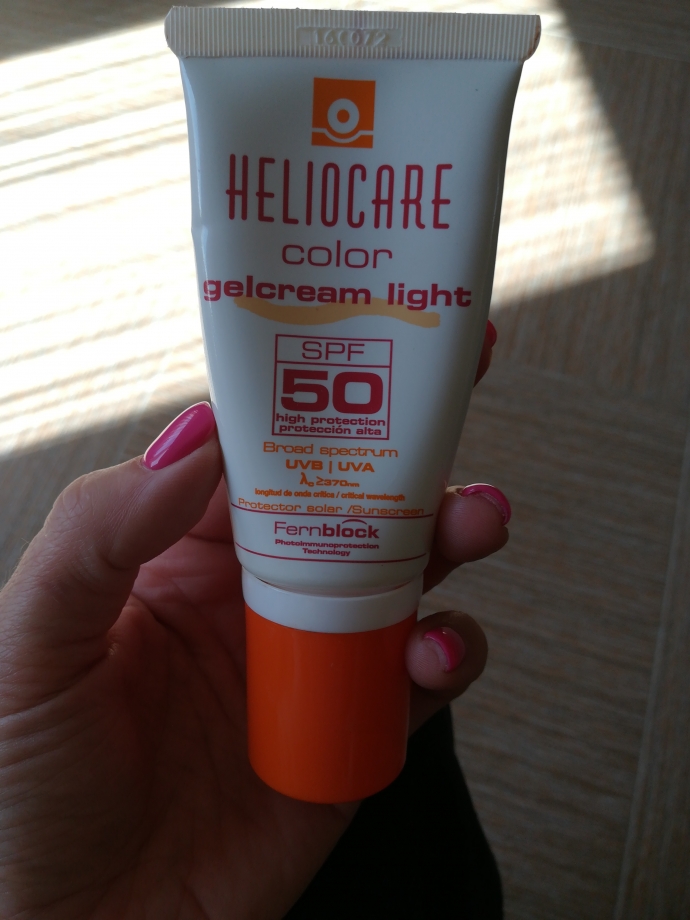 HELIOCARE
color
gelcream light
SPF
50
high protection
protección alta
Broad spectrum
UVB | UVA
λc ≥370nm
longitud de onda crítica / critical wavelength
Protector solar /Sunscreen
Fernblock
Photoimmunoprotection
Technology